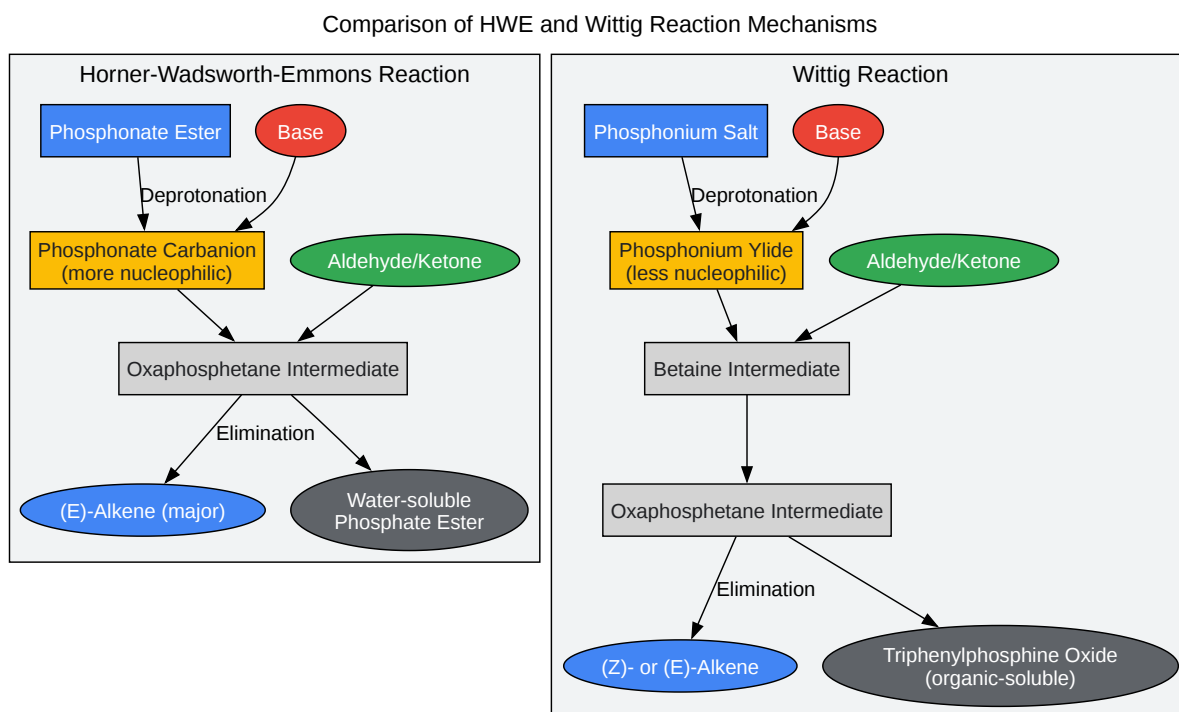 Comparison of HWE and Wittig Reaction Mechanisms
Horner-Wadsworth-Emmons Reaction
Phosphonate Ester
Base
Deprotonation
Phosphonate Carbanion
(more nucleophilic)
Aldehyde/Ketone
Oxaphosphetane Intermediate
Elimination
(E)-Alkene (major)
Water-soluble
Phosphate Ester
Wittig Reaction
Phosphonium Salt
Base
Deprotonation
Phosphonium Ylide
(less nucleophilic)
Aldehyde/Ketone
Betaine Intermediate
Oxaphosphetane Intermediate
Elimination
(Z)- or (E)-Alkene
Triphenylphosphine Oxide
(organic-soluble)